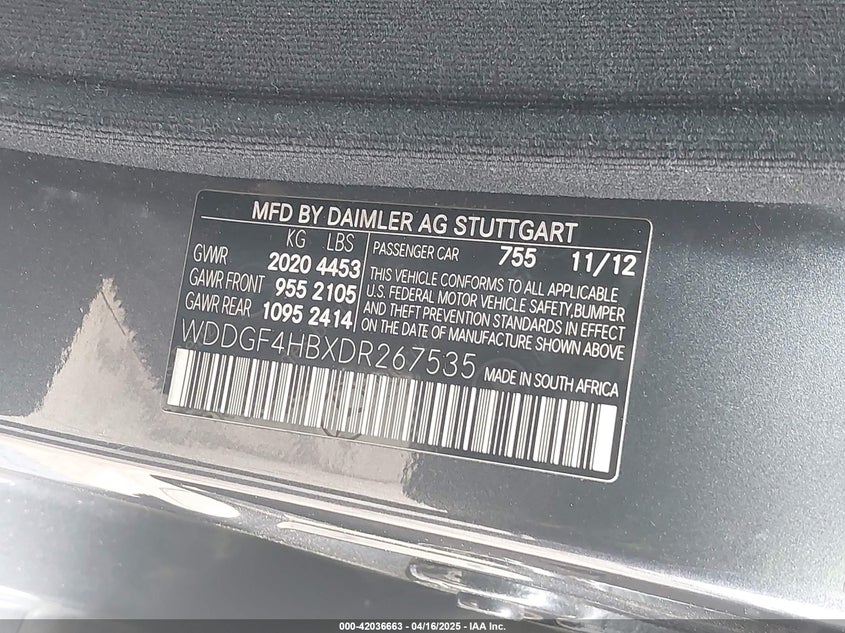 MFD BY DAIMLER AG STUTTGART
KG LBS
GVWR 2020 4453
GAWR FRONT 955 2105
GAWR REAR 1095 2414
PASSENGER CAR 755 11/12
THIS VEHICLE CONFORMS TO ALL APPLICABLE
U.S. FEDERAL MOTOR VEHICLE SAFETY, BUMPER
AND THEFT PREVENTION STANDARDS IN EFFECT
ON THE DATE OF MANUFACTURE SHOWN ABOVE
WDDGF4HBXDR267535 MADE IN SOUTH AFRICA
000-42036663 - 04/16/2025 - IAA Inc.